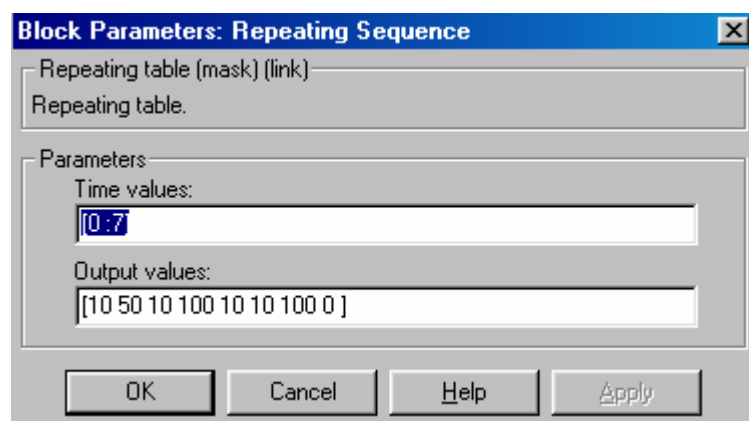 Block Parameters: Repeating Sequence
Repeating table (mask) (link)
Repeating table.
Parameters
Time values:
[0 :7]
Output values:
[10 50 10 100 10 10 100 0 ]
OK Cancel Help Apply